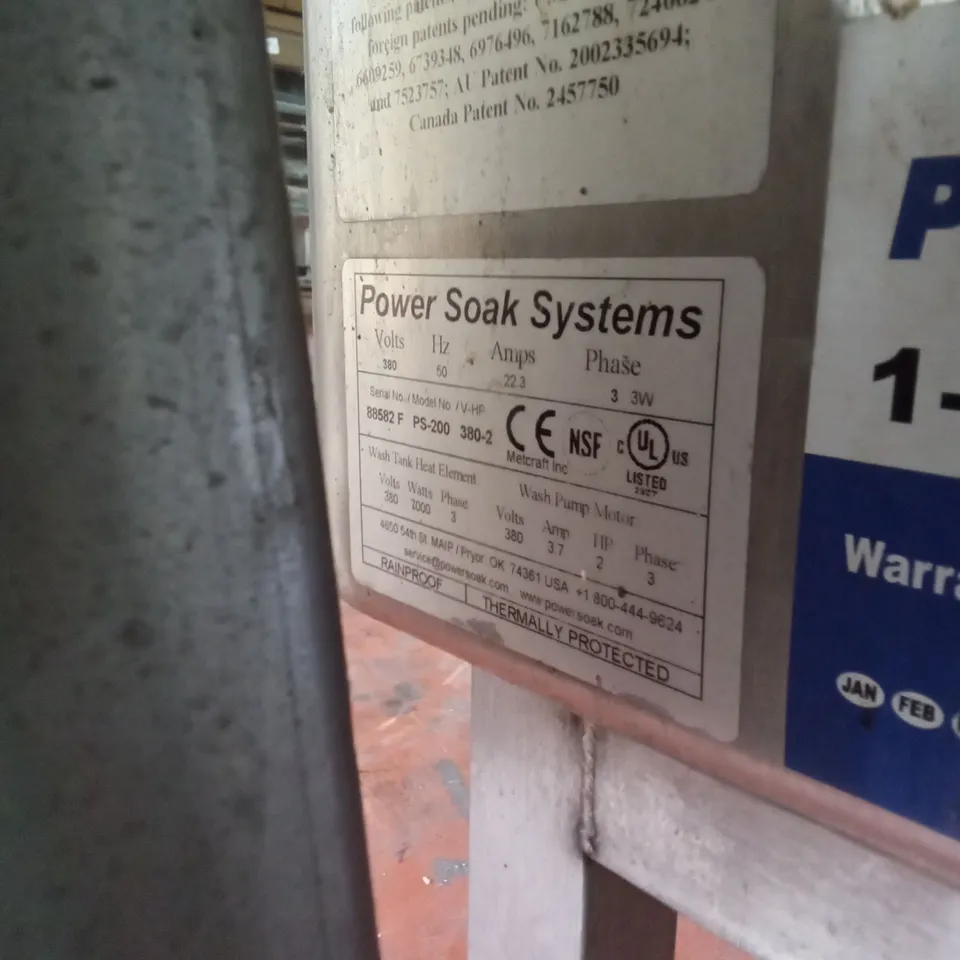 following
foreign patents pending:
6609259, 6739348, 6976496, 7162788,
and 7523757; AU Patent No. 2002335694;
Canada Patent No. 2457750
Power Soak Systems
Volts Hz Amps Phase
380 50 22.3 3 3W
Serial No. / Model No. / V-HP
88582 F PS-200 380-2
CE NSF C UL US
Metcraft Inc
LISTED
Wash Tank Heat Element
Volts Watts Phase
380 7000 3
Wash Pump Motor
Volts Amp HP Phase
380 3.7 2 3
4650 54th St. MAIP / Pryor OK 74361 USA +1 800-444-9624
service@powersoak.com www.powersoak.com
RAINPROOF THERMALLY PROTECTED
P
1-
Warra
JAN FEB